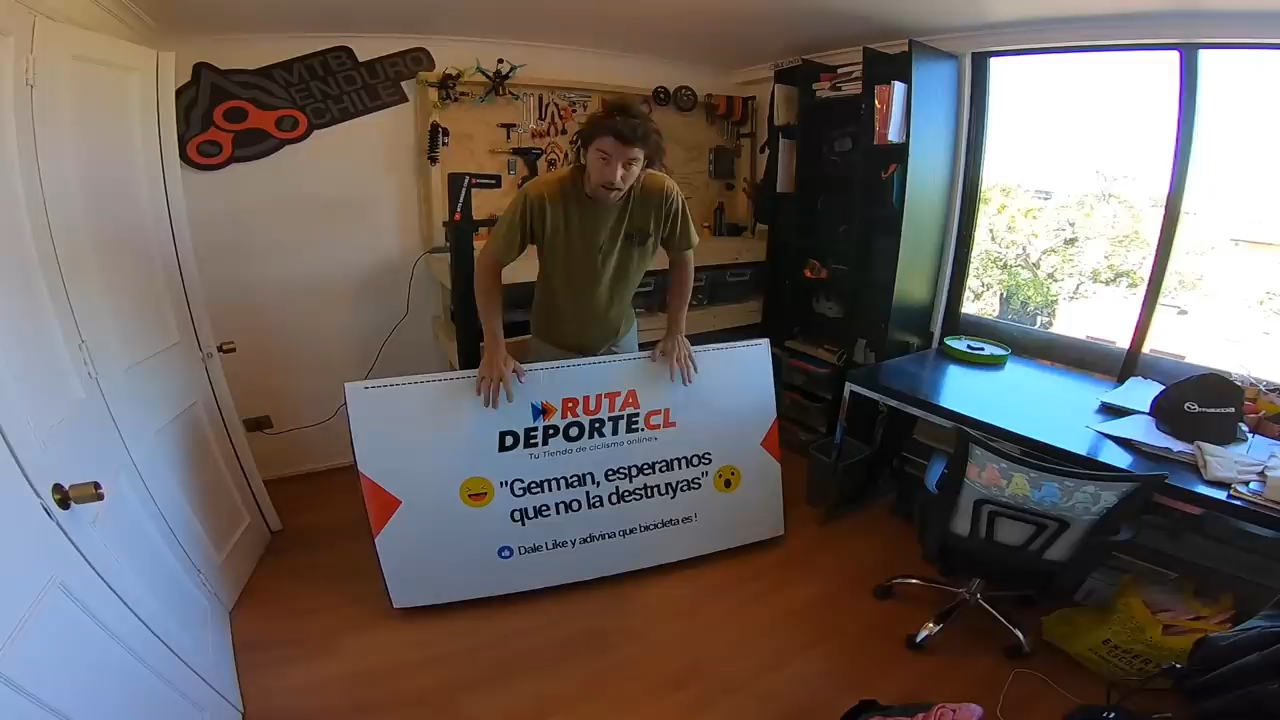 MTB
ENDURO
CHILE
RUTA
DEPORTE.CL
Tu Tienda de ciclismo online
"German, esperamos
que no la destruyas"
Dale Like y adivina que bicicleta es !
mazda